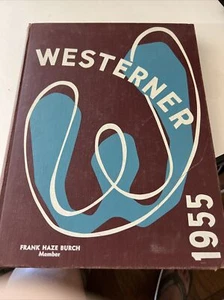 WESTERNER
W
1955
FRANK HAZE BURCH
Member